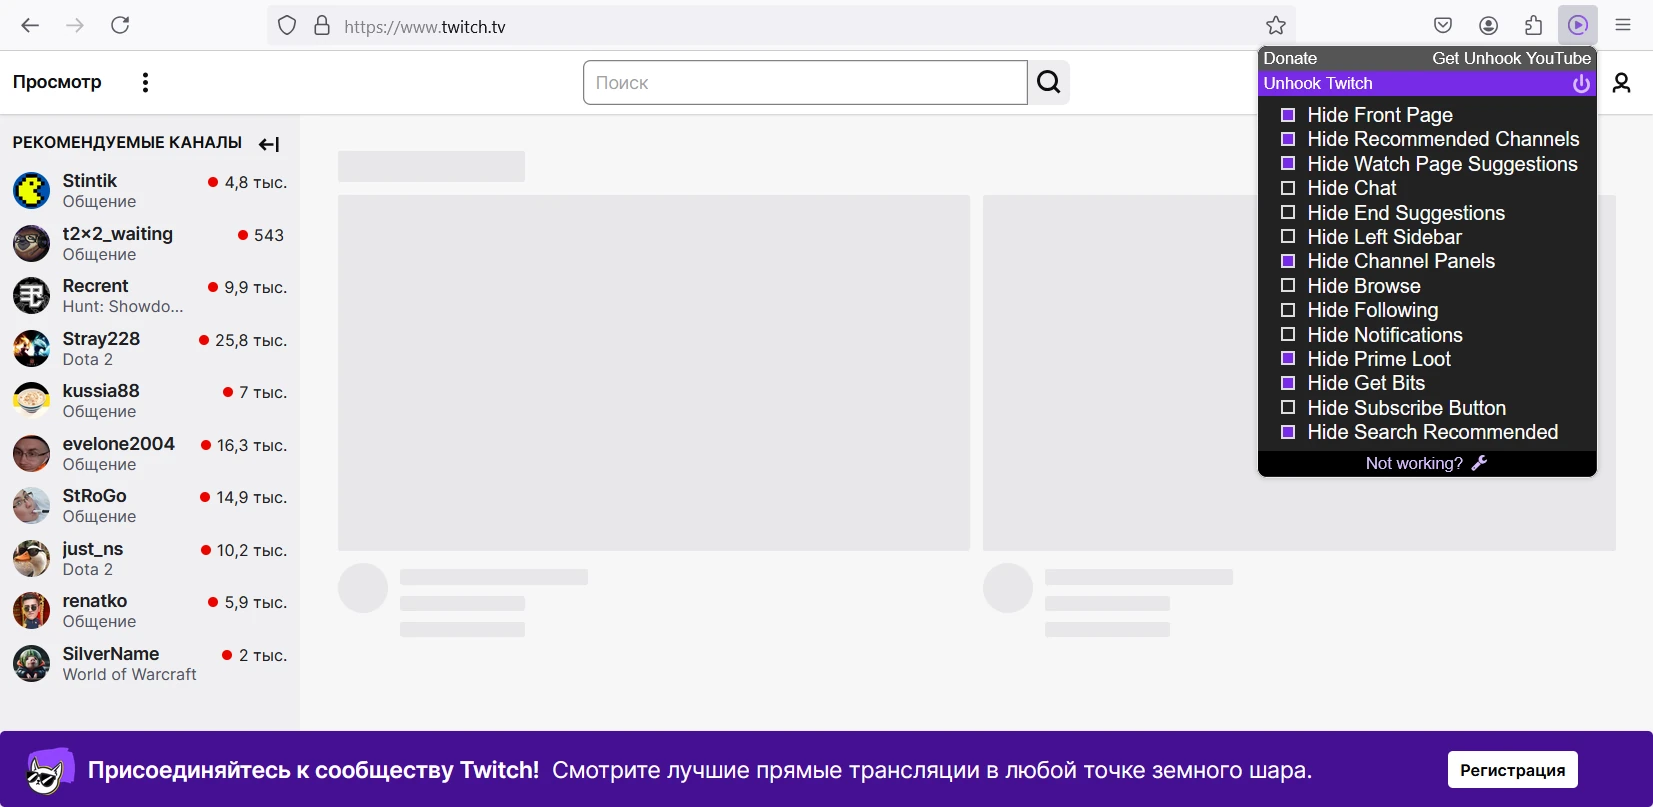 https://www.twitch.tv
Donate Get Unhook YouTube
Unhook Twitch
Hide Front Page
Hide Recommended Channels
Hide Watch Page Suggestions
Hide Chat
Hide End Suggestions
Hide Left Sidebar
Hide Channel Panels
Hide Browse
Hide Following
Hide Notifications
Hide Prime Loot
Hide Get Bits
Hide Subscribe Button
Hide Search Recommended
Not working?
Просмотр
Поиск
РЕКОМЕНДУЕМЫЕ КАНАЛЫ
Stintik 4,8 тыс.
Общение
t2x2_waiting 543
Общение
Recrent 9,9 тыс.
Hunt: Showdo...
Stray228 25,8 тыс.
Dota 2
kussia88 7 тыс.
Общение
evelone2004 16,3 тыс.
Общение
StRoGo 14,9 тыс.
Общение
just_ns 10,2 тыс.
Dota 2
renatko 5,9 тыс.
Общение
SilverName 2 тыс.
World of Warcraft
Присоединяйтесь к сообществу Twitch! Смотрите лучшие прямые трансляции в любой точке земного шара.
Регистрация